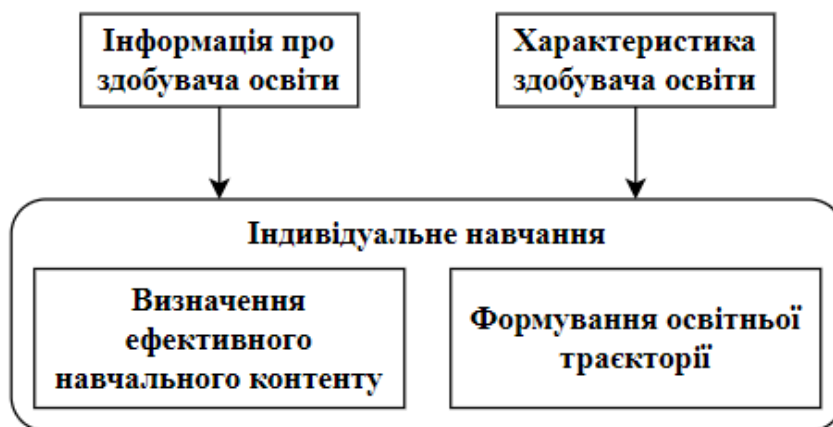 Інформація про
здобувача освіти
Характеристика
здобувача освіти
Індивідуальне навчання
Визначення
ефективного
навчального контенту
Формування освітньої
траєкторії